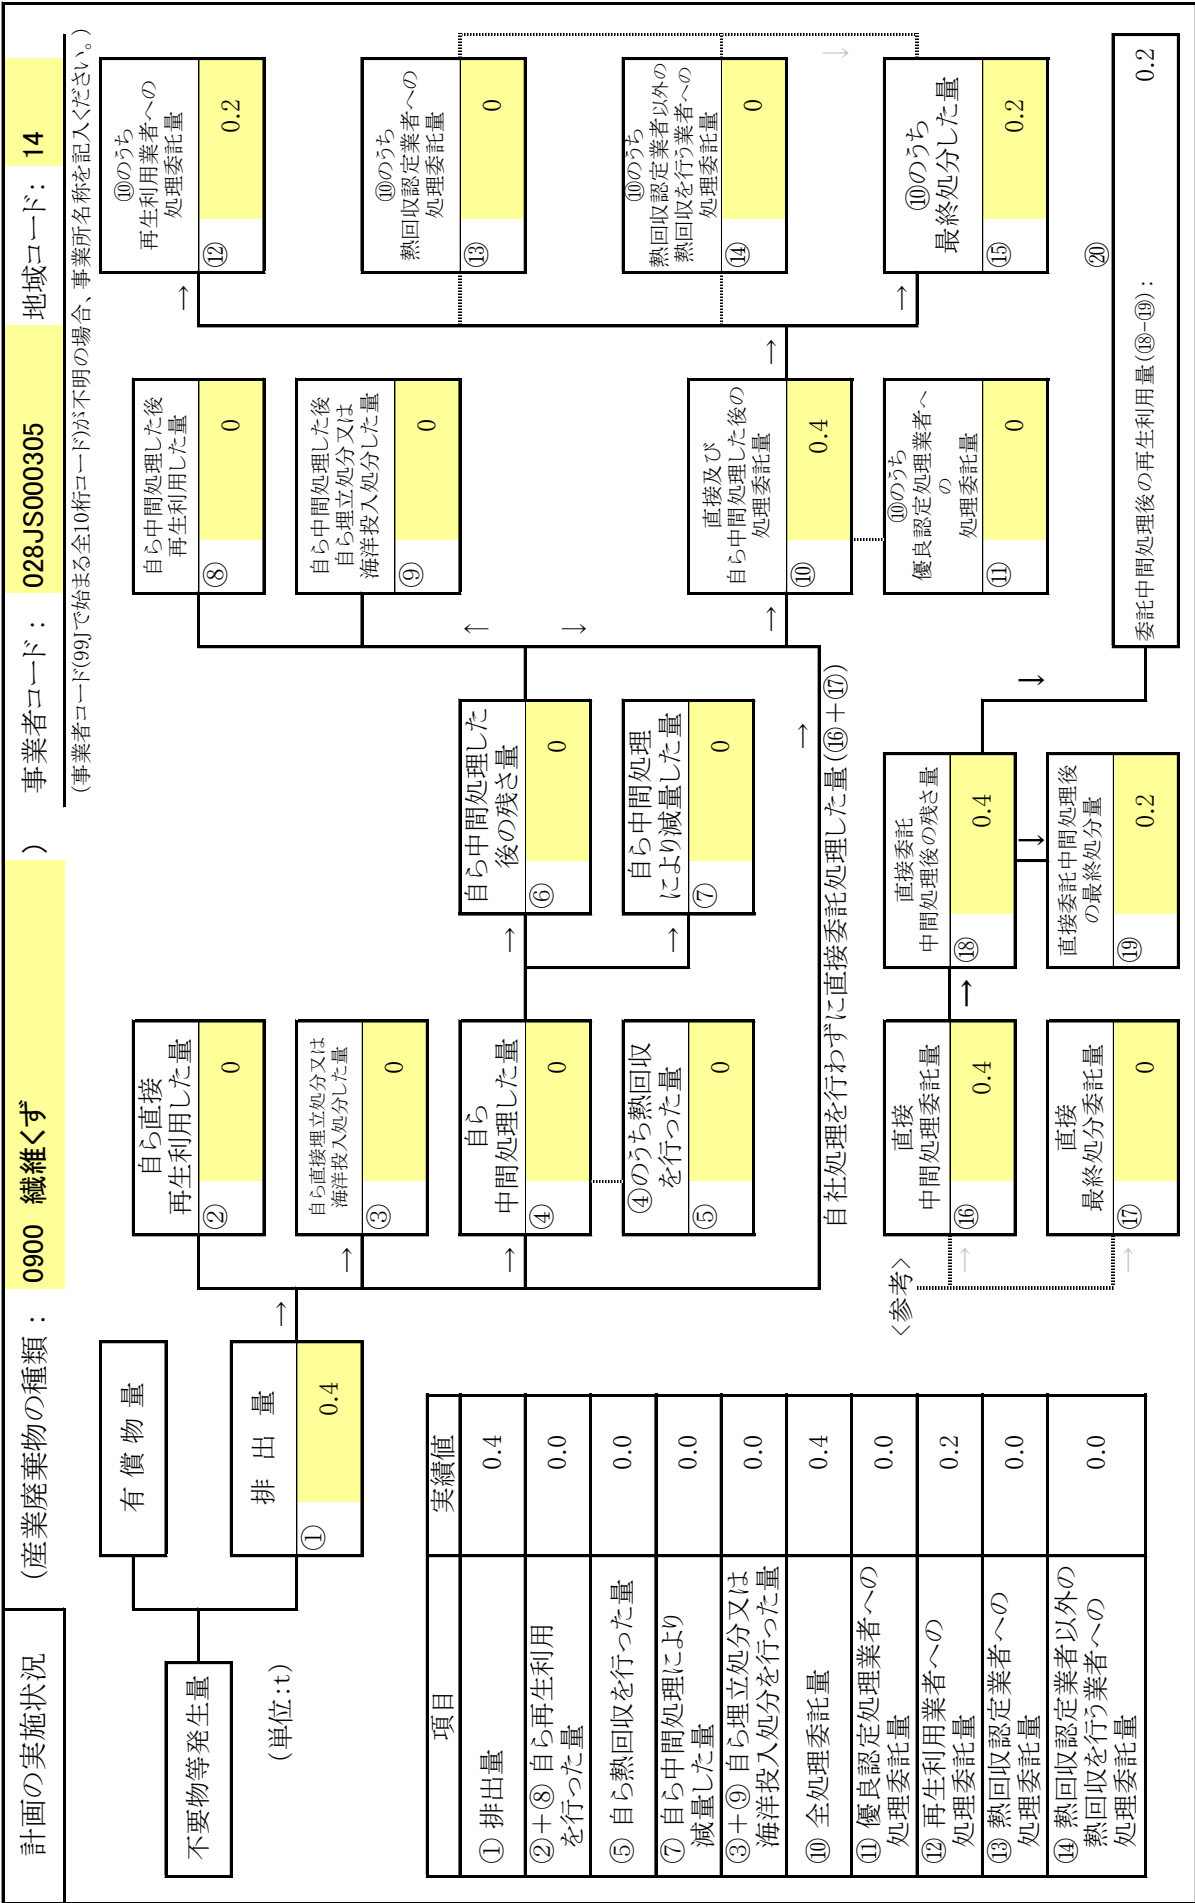 計画の実施状況
(産業廃棄物の種類： 0900 繊維くず )
事業者コード： 028JS000305 地域コード： 14
(事業者コード(99Jで始まる全10桁コード)が不明の場合、事業所名称を記入ください。)
不要物等発生量
(単位:t)
有 償 物 量
排 出 量
① 0.4
→
自ら直接
再生利用した量
② 0
→
自ら直接埋立処分又は
海洋投入処分した量
③ 0
→
自ら
中間処理した量
④ 0
④のうち熱回収
を行った量
⑤ 0
→
自ら中間処理した
後の残さ量
⑥ 0
→
自ら中間処理
により減量した量
⑦ 0
←
→
自ら中間処理した後
再生利用した量
⑧ 0
自ら中間処理した後
自ら埋立処分又は
海洋投入処分した量
⑨ 0
→
自社処理を行わずに直接委託処理した量(⑯＋⑰)
→
直接及び
自ら中間処理した後の
処理委託量
⑩ 0.4
⑩のうち
優良認定処理業者へ
の
処理委託量
⑪ 0
→
→
⑩のうち
再生利用業者への
処理委託量
⑫ 0.2
⑩のうち
熱回収認定業者への
処理委託量
⑬ 0
⑩のうち
熱回収認定業者以外の
熱回収を行う業者への
処理委託量
⑭ 0
→
→
⑩のうち
最終処分した量
⑮ 0.2
<参考>
→
直接
中間処理委託量
⑯ 0.4
→
直接
最終処分委託量
⑰ 0
→
直接委託
中間処理後の残さ量
⑱ 0.4
→
直接委託中間処理後
の最終処分量
⑲ 0.2
→
⑳
委託中間処理後の再生利用量(⑱-⑲)： 0.2
項目 実績値
① 排出量 0.4
②＋⑧ 自ら再生利用
を行った量 0.0
⑤ 自ら熱回収を行った量 0.0
⑦ 自ら中間処理により
減量した量 0.0
③＋⑨ 自ら埋立処分又は
海洋投入処分を行った量 0.0
⑩ 全処理委託量 0.4
⑪ 優良認定処理業者への
処理委託量 0.0
⑫ 再生利用業者への
処理委託量 0.2
⑬ 熱回収認定業者への
処理委託量 0.0
⑭ 熱回収認定業者以外の
熱回収を行う業者への
処理委託量 0.0